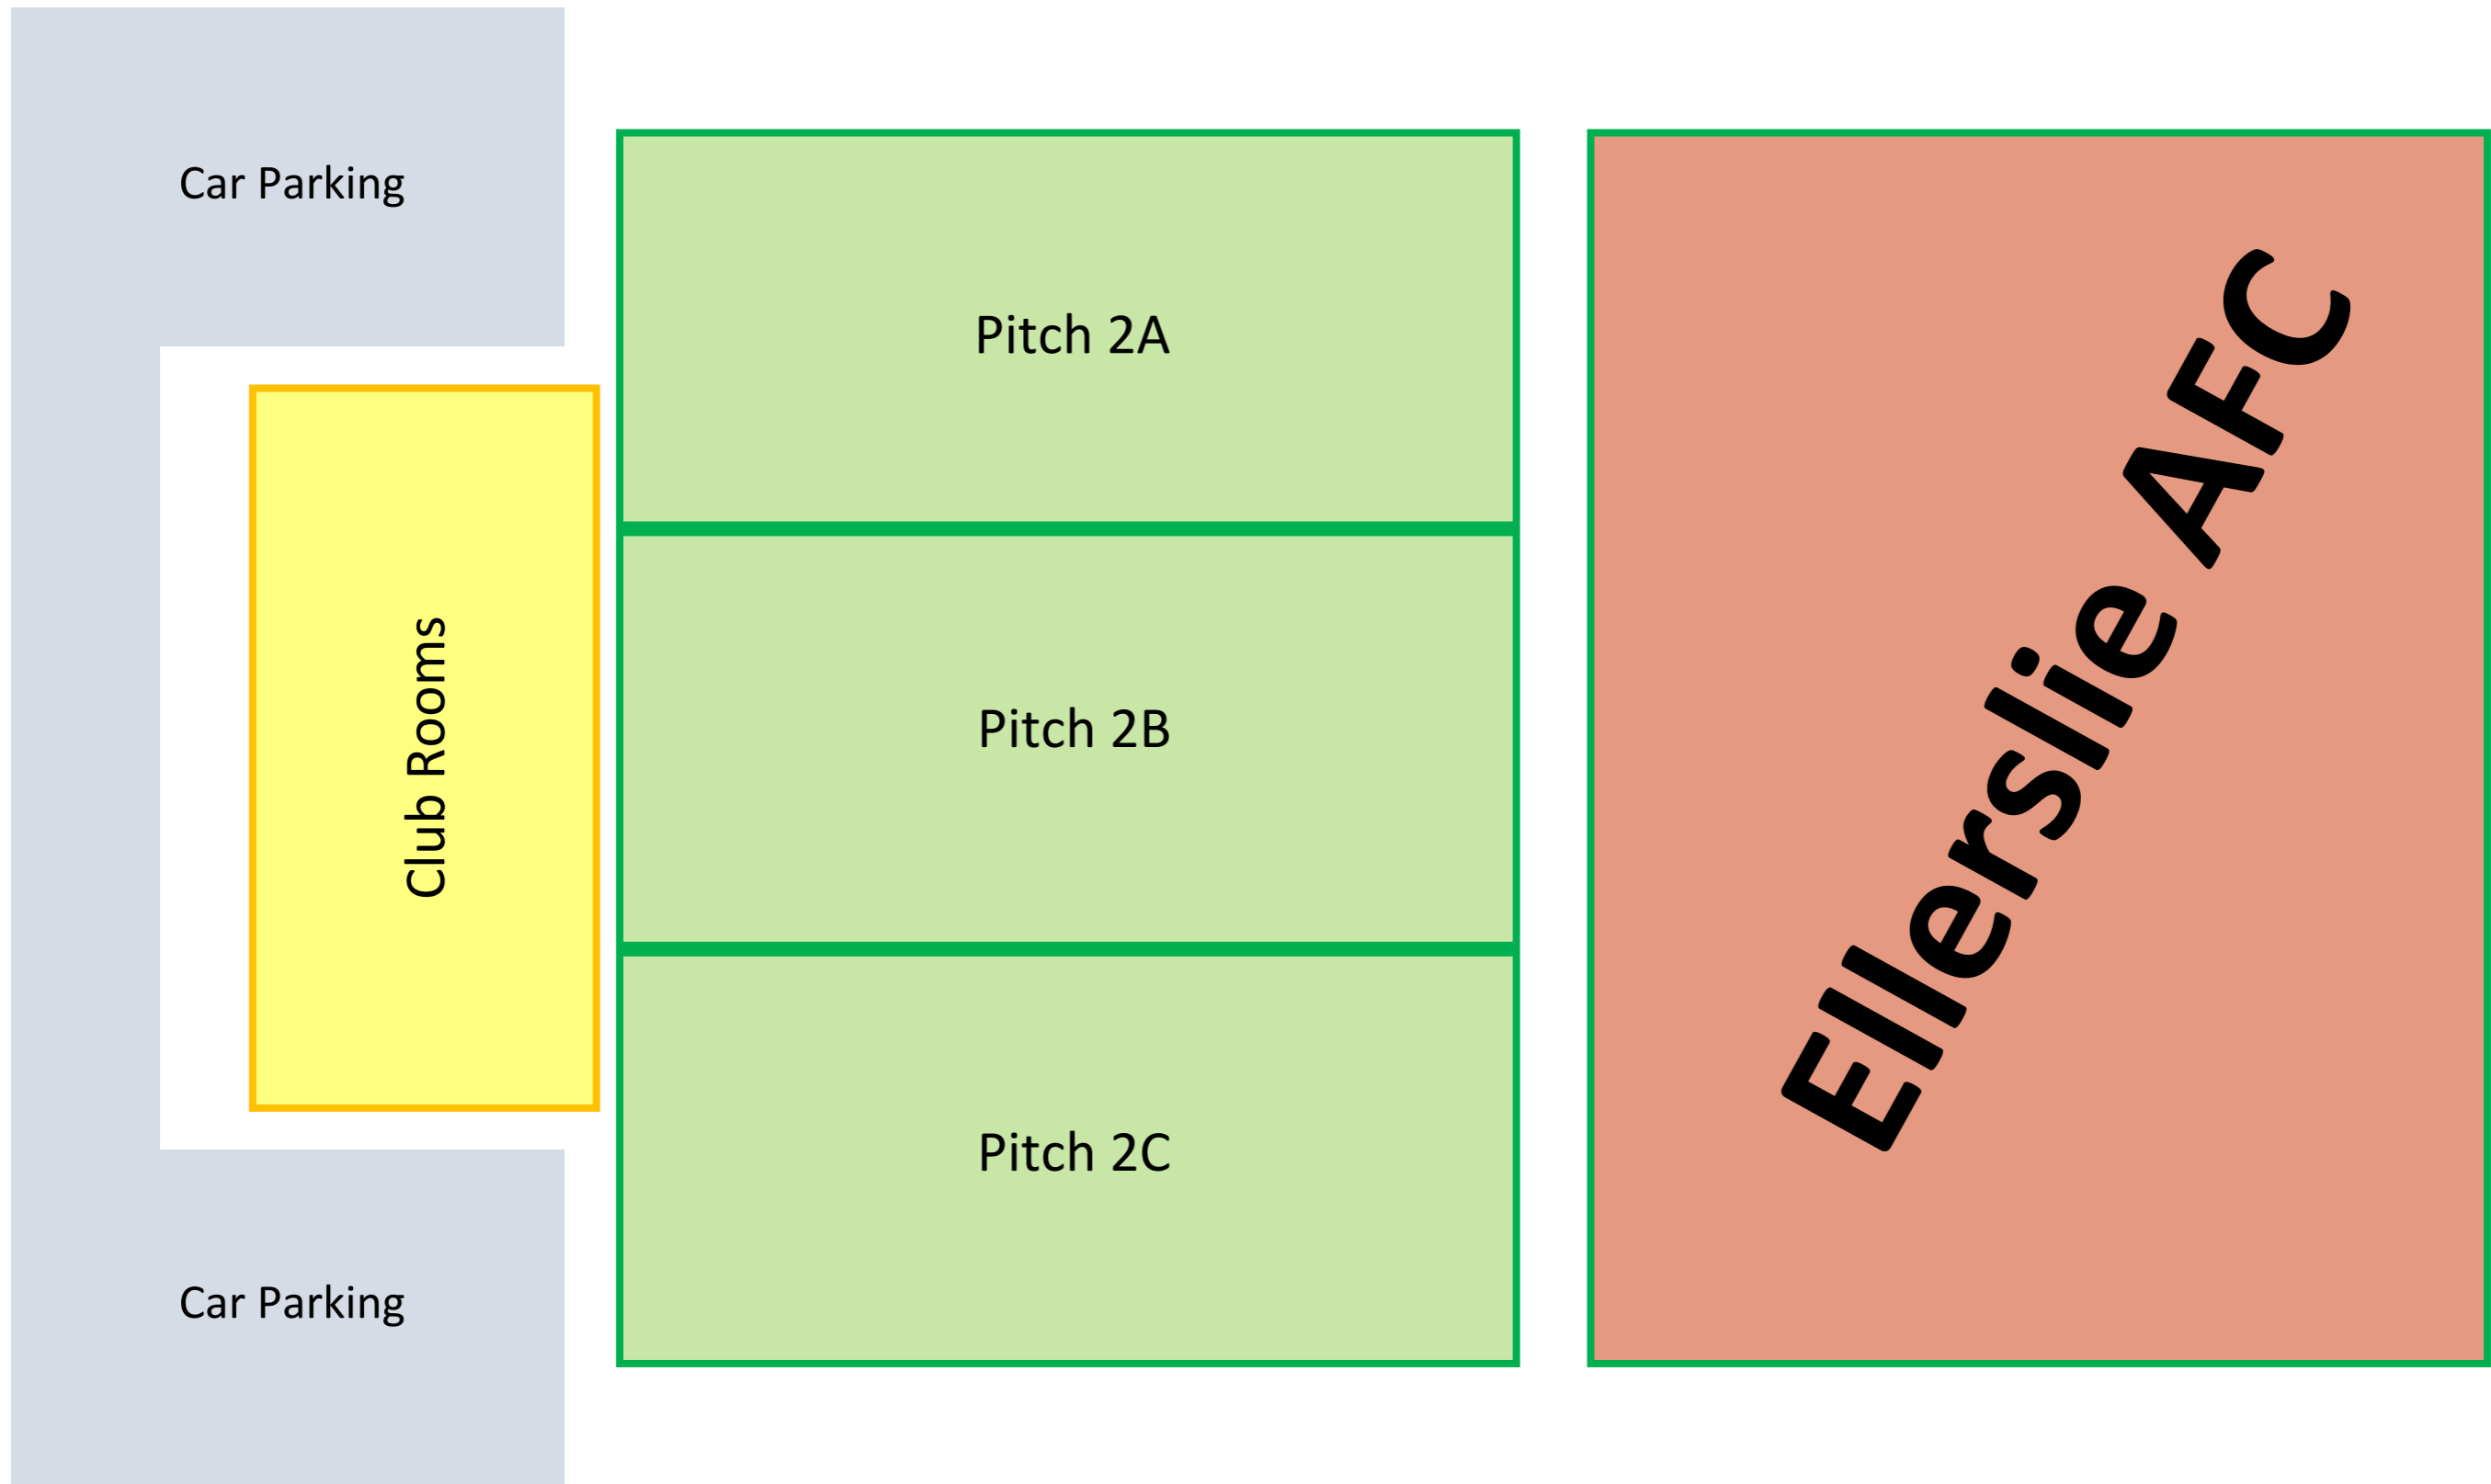 Car Parking
Pitch 2A
Club Rooms
Pitch 2B
Pitch 2C
Car Parking
Ellerslie AFC